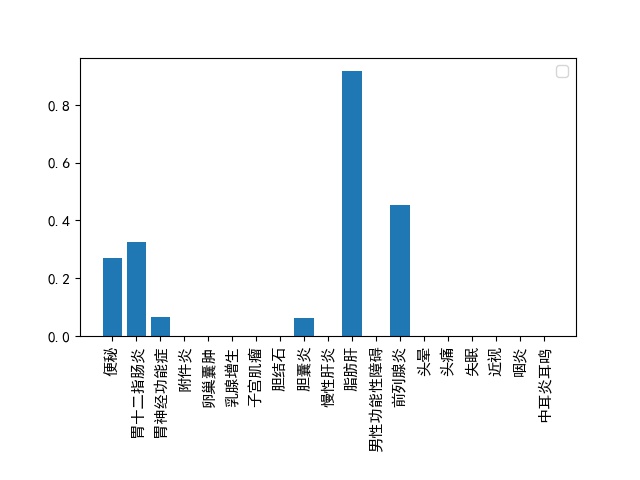 0.8
0.6
0.4
0.2
0.0
便秘
胃十二指肠炎
胃神经功能症
附件炎
卵巢囊肿
乳腺增生
子宫肌瘤
胆结石
胆囊炎
慢性肝炎
脂肪肝
男性功能性障碍
前列腺炎
头晕
头痛
失眠
近视
咽炎
中耳炎耳鸣